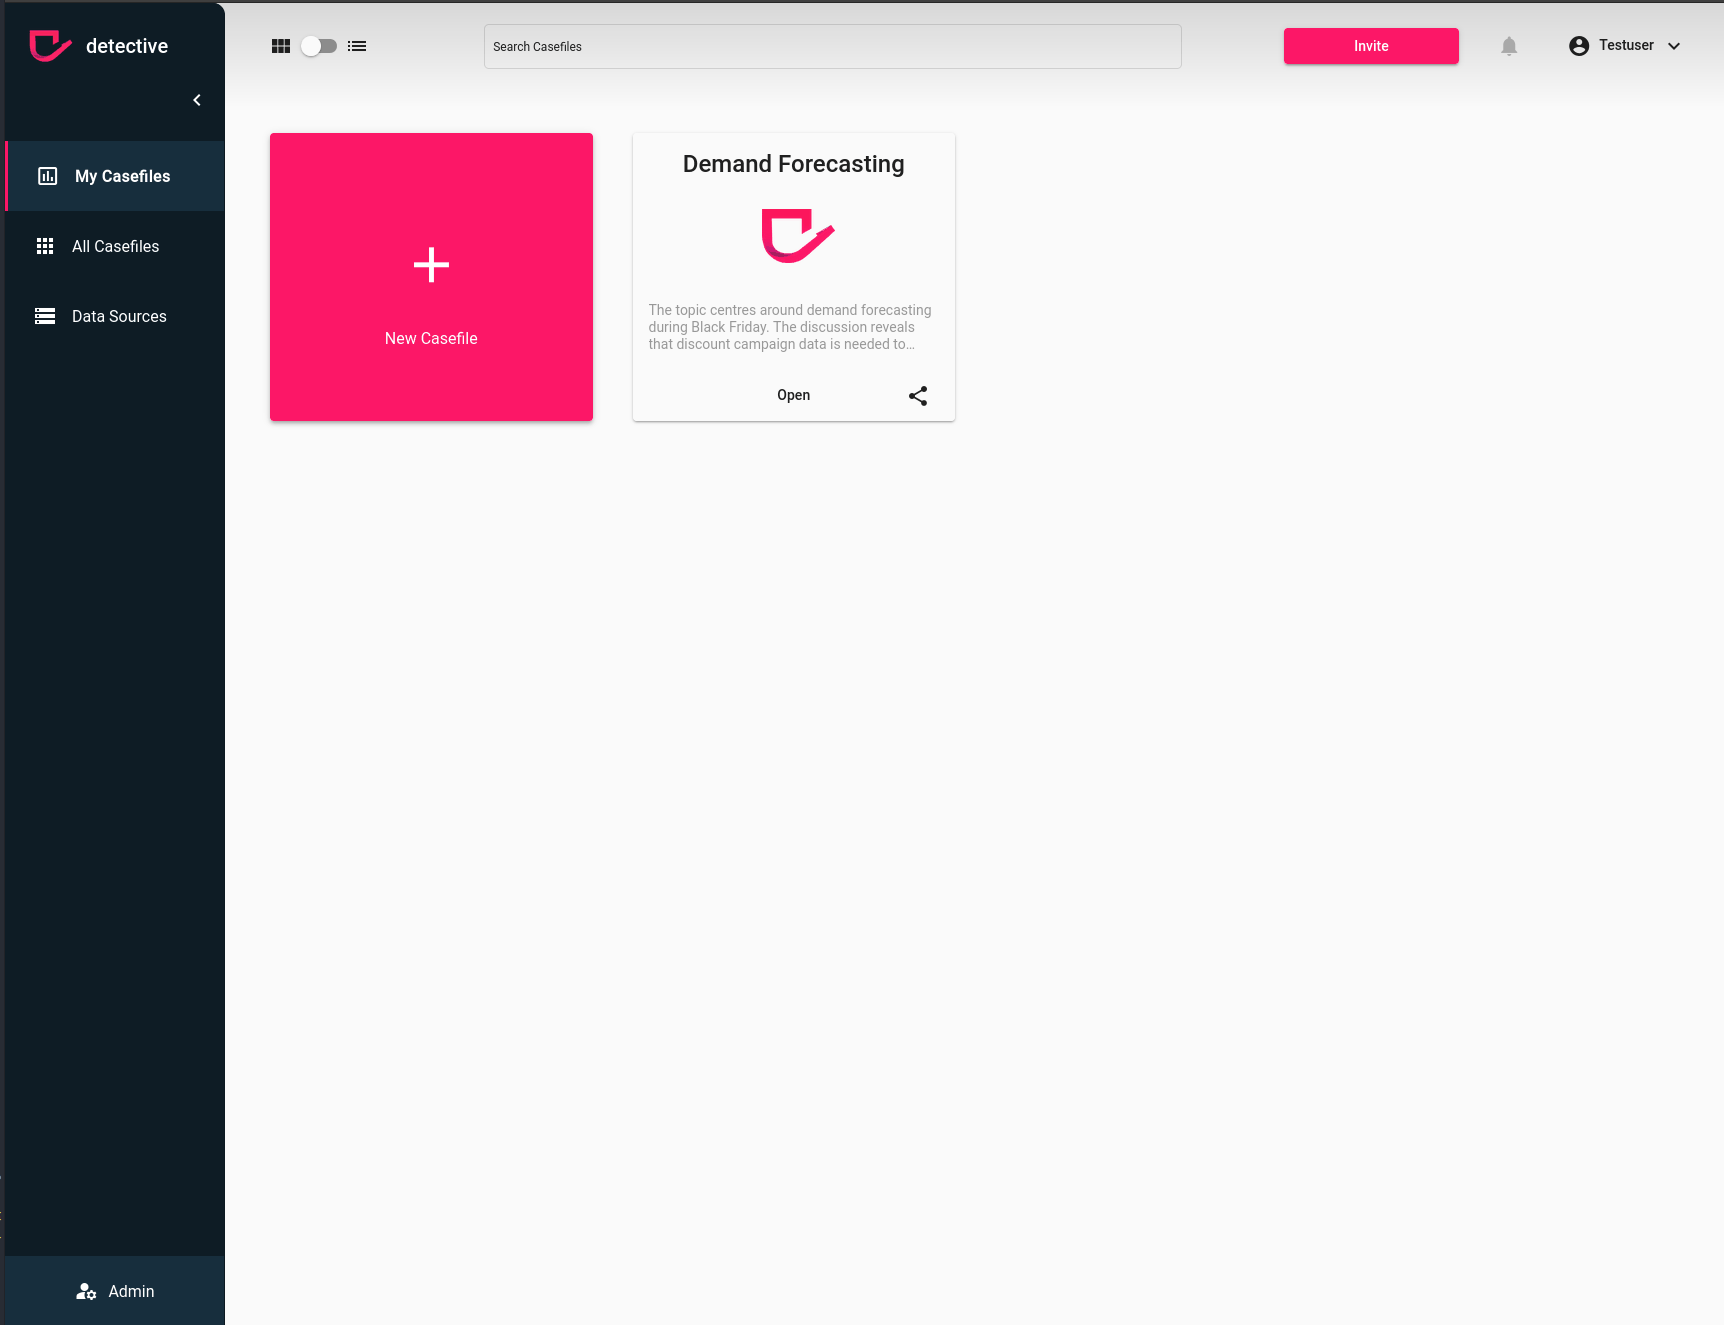 detective
Search Casefiles
Invite
Testuser
My Casefiles
All Casefiles
Data Sources
New Casefile
Demand Forecasting
The topic centres around demand forecasting
during Black Friday. The discussion reveals
that discount campaign data is needed to…
Open
Admin